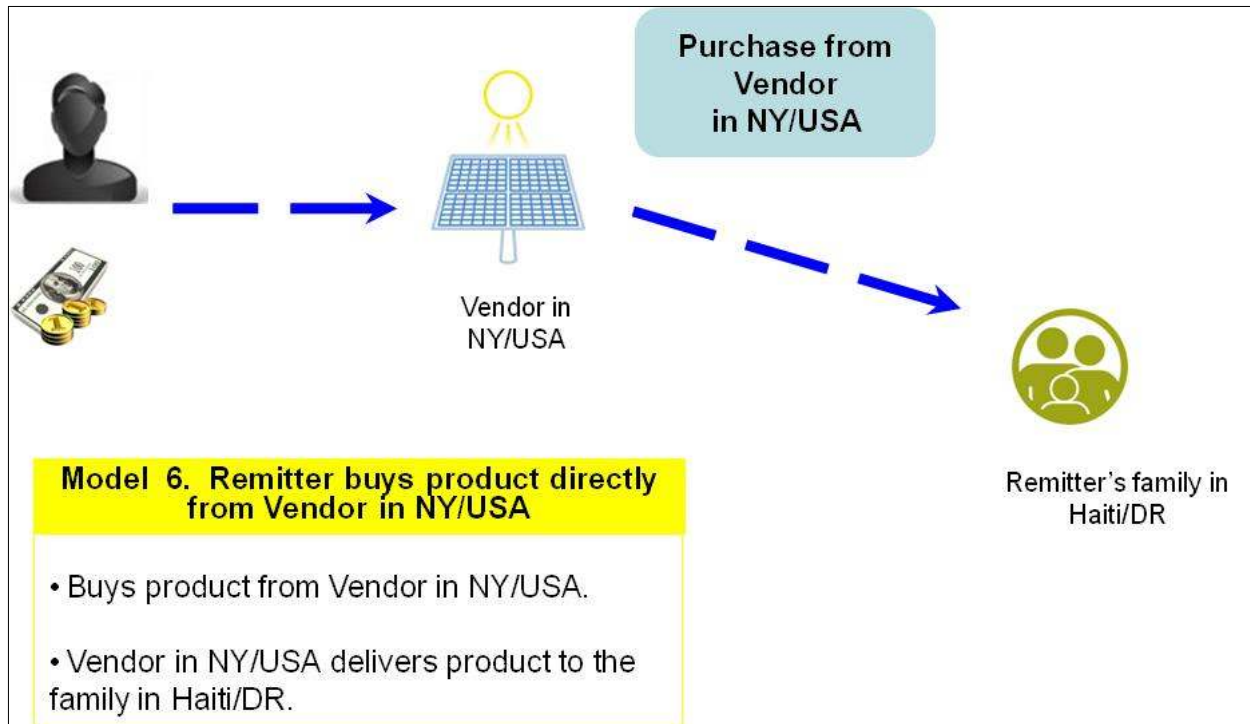 Purchase from
Vendor
in NY/USA
Vendor in
NY/USA
Remitter's family in
Haiti/DR
Model 6. Remitter buys product directly
from Vendor in NY/USA
• Buys product from Vendor in NY/USA.
• Vendor in NY/USA delivers product to the
family in Haiti/DR.